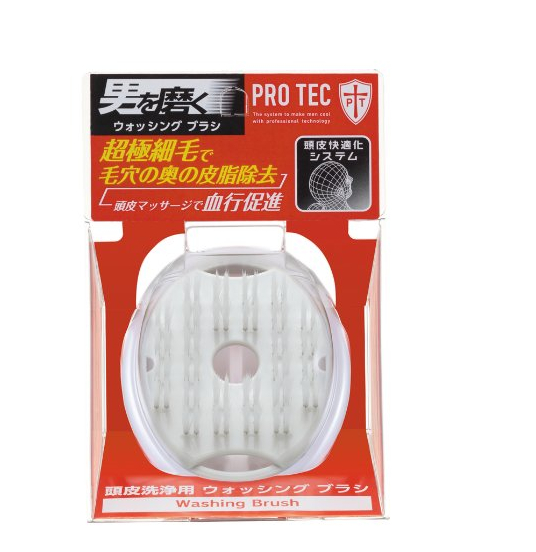 男を磨く
ウォッシング ブラシ
PRO TEC
The system to make men cool
with professional technology
PT
超極細毛で
毛穴の奥の皮脂除去
頭皮マッサージで血行促進
頭皮快適化
システム
頭皮洗浄用 ウォッシング ブラシ
Washing Brush